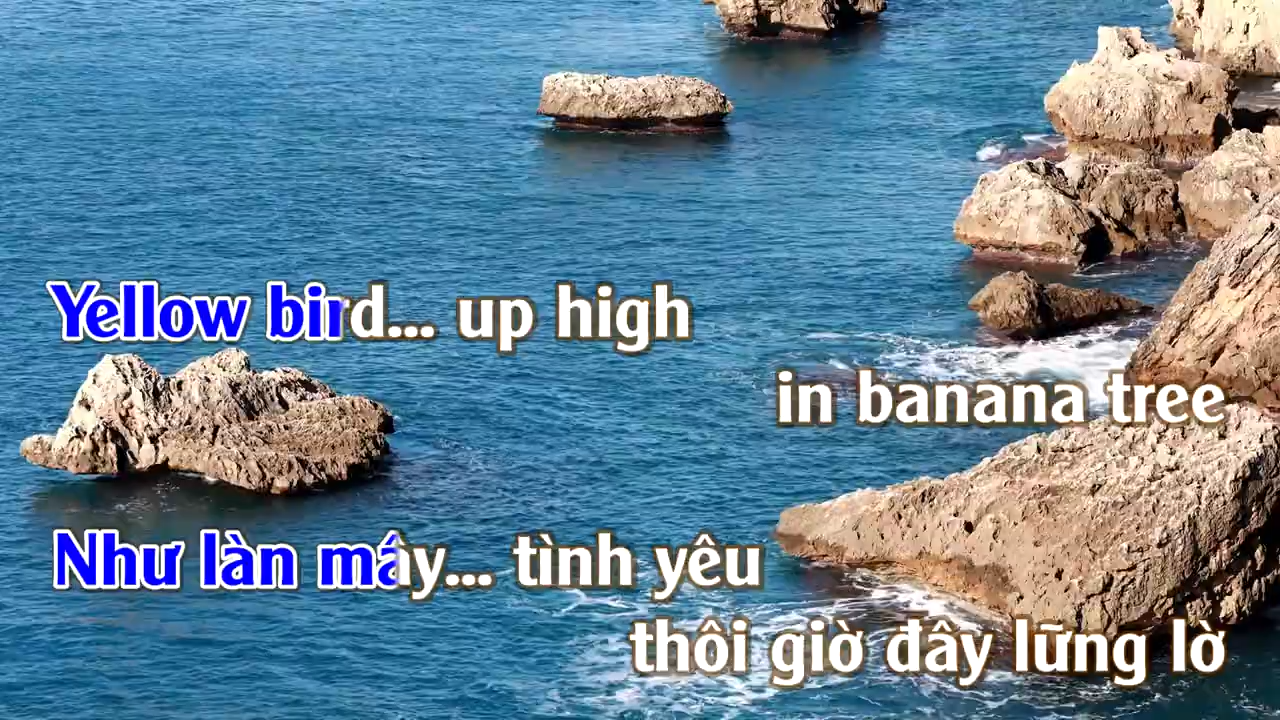 Yellow bird... up high
in banana tree
Như làn mây... tình yêu
thôi giờ đây lững lờ